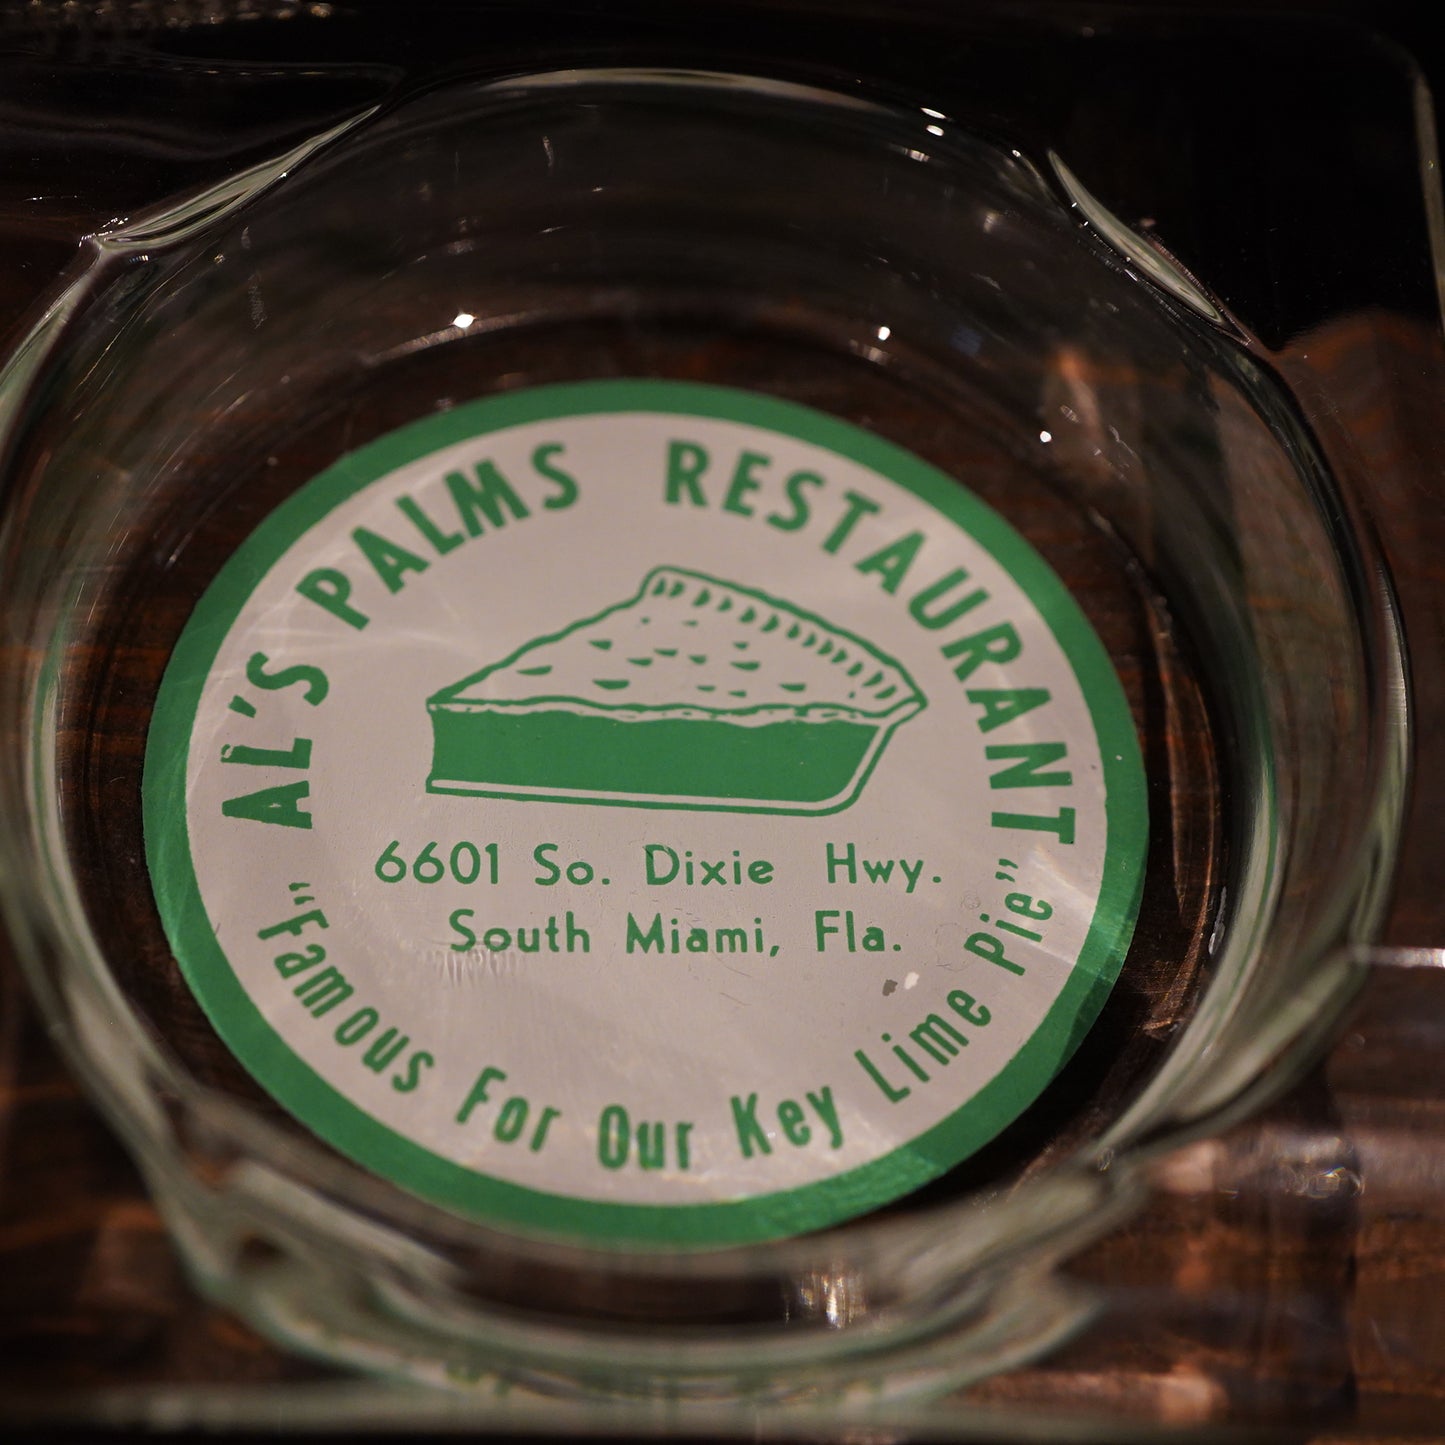 AL'S PALMS RESTAURANT
6601 So. Dixie Hwy.
South Miami, Fla.
"Famous For Our Key Lime Pie"